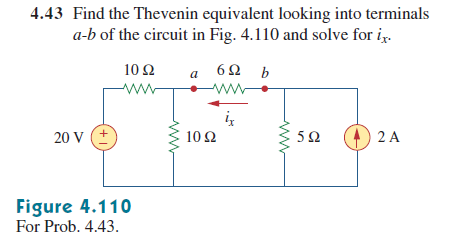 4.43 Find the Thevenin equivalent looking into terminals
a-b of the circuit in Fig. 4.110 and solve for iₓ.
10 Ω a 6 Ω b
iₓ
20 V + − 10 Ω 5 Ω 2 A
Figure 4.110
For Prob. 4.43.